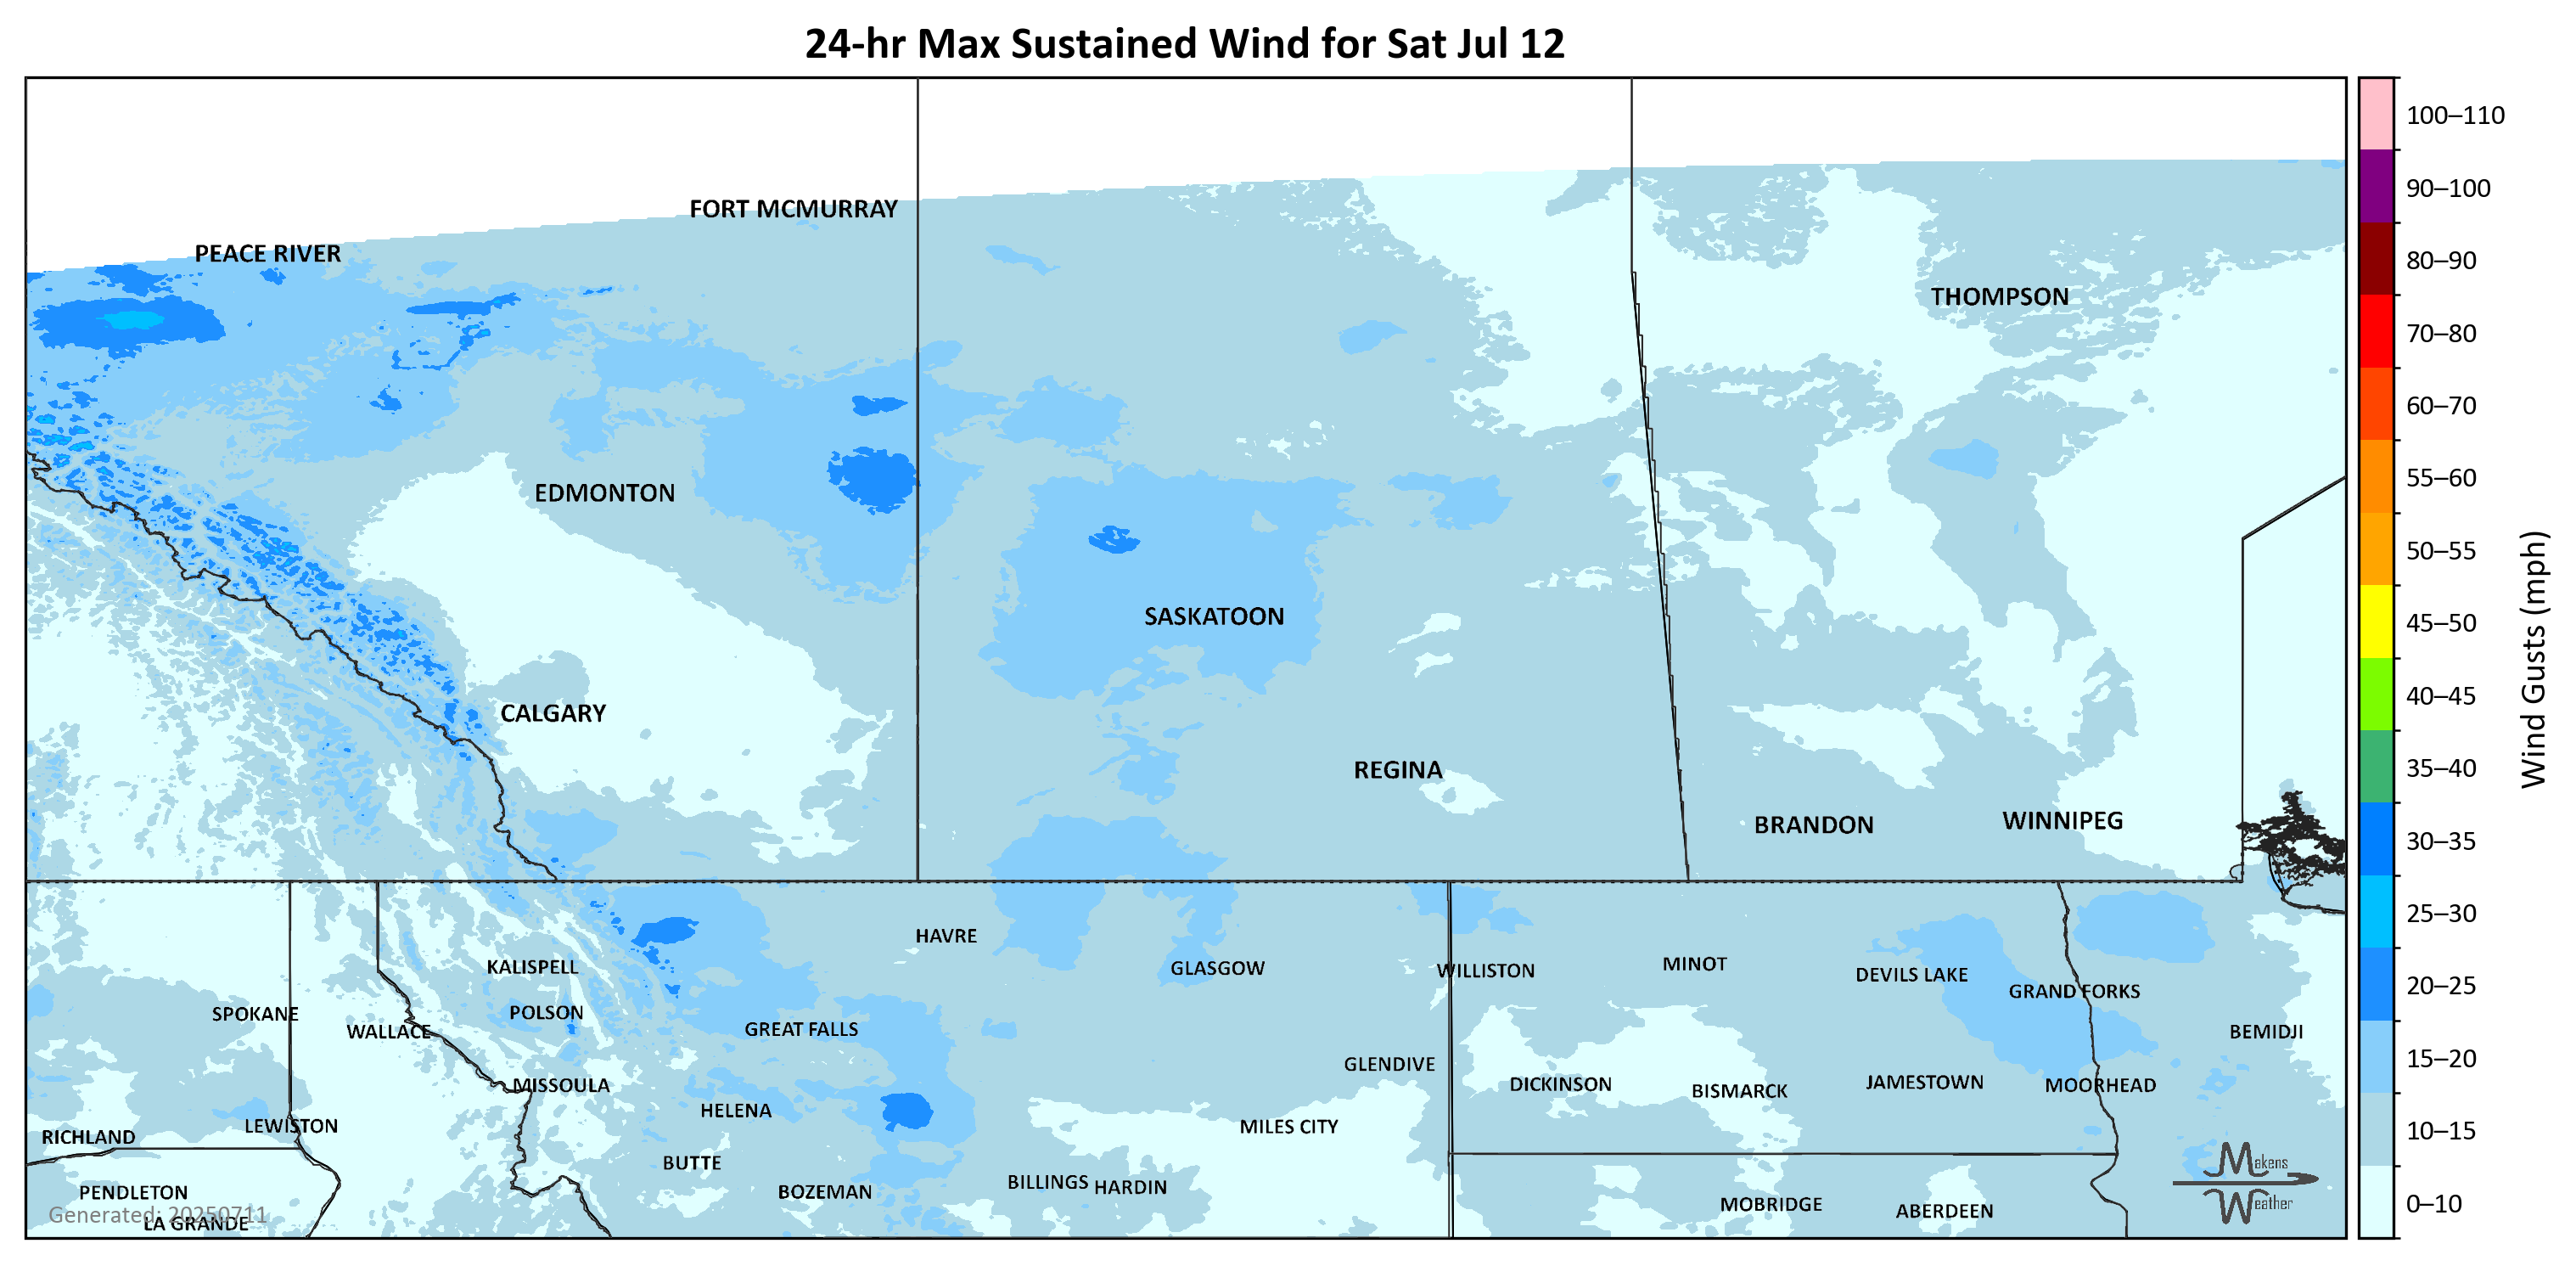 24-hr Max Sustained Wind for Sat Jul 12
100–110
FORT MCMURRAY
90–100
PEACE RIVER
80–90
THOMPSON
70–80
60–70
55–60
EDMONTON
50–55
SASKATOON
45–50
CALGARY
40–45
Wind Gusts (mph)
REGINA
35–40
BRANDON
WINNIPEG
30–35
25–30
HAVRE
KALISPELL
GLASGOW
WILLISTON
MINOT
DEVILS LAKE
GRAND FORKS
20–25
SPOKANE
POLSON
WALLACE
GREAT FALLS
BEMIDJI
15–20
GLENDIVE
MISSOULA
DICKINSON
BISMARCK
JAMESTOWN
MOORHEAD
HELENA
LEWISTON
MILES CITY
10–15
RICHLAND
BUTTE
Makens
Weather
PENDLETON
BOZEMAN
BILLINGS
HARDIN
MOBRIDGE
ABERDEEN
0–10
Generated: 20250711
LA GRANDE